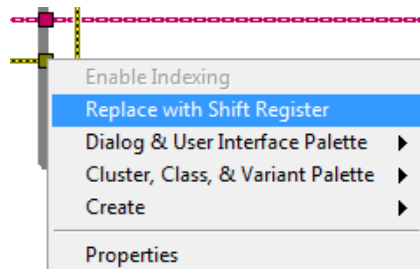 Enable Indexing
Replace with Shift Register
Dialog & User Interface Palette
Cluster, Class, & Variant Palette
Create
Properties